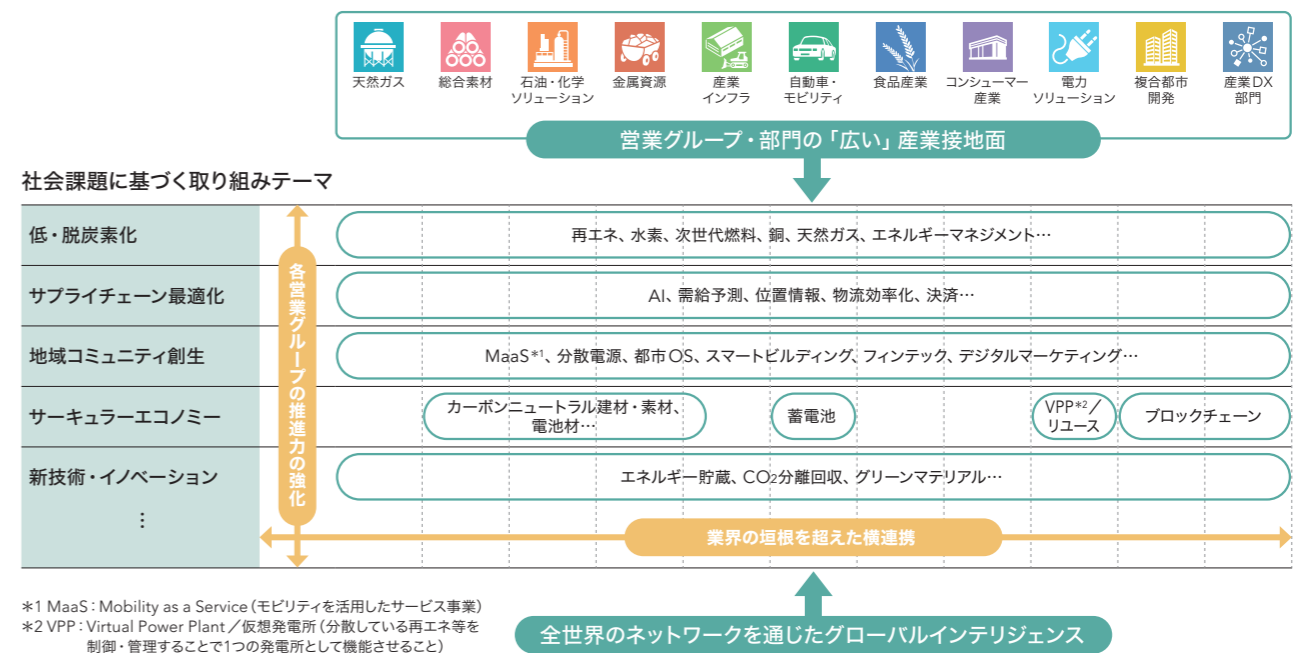 天然ガス
総合素材
石油・化学
ソリューション
金属資源
産業
インフラ
自動車・
モビリティ
食品産業
コンシューマー
産業
電力
ソリューション
複合都市
開発
産業DX
部門
営業グループ・部門の「広い」産業接地面
社会課題に基づく取り組みテーマ
各営業グループの推進力の強化
低・脱炭素化
再エネ、水素、次世代燃料、銅、天然ガス、エネルギーマネジメント…
サプライチェーン最適化
AI、需給予測、位置情報、物流効率化、決済…
地域コミュニティ創生
MaaS*1、分散電源、都市OS、スマートビルディング、フィンテック、デジタルマーケティング…
サーキュラーエコノミー
カーボンニュートラル建材・素材、
電池材…
蓄電池
VPP*2／
リユース
ブロックチェーン
新技術・イノベーション
エネルギー貯蔵、CO2分離回収、グリーンマテリアル…
⋮
業界の垣根を超えた横連携
*1 MaaS：Mobility as a Service（モビリティを活用したサービス事業）
*2 VPP：Virtual Power Plant／仮想発電所（分散している再エネ等を
制御・管理することで1つの発電所として機能させること）
全世界のネットワークを通じたグローバルインテリジェンス